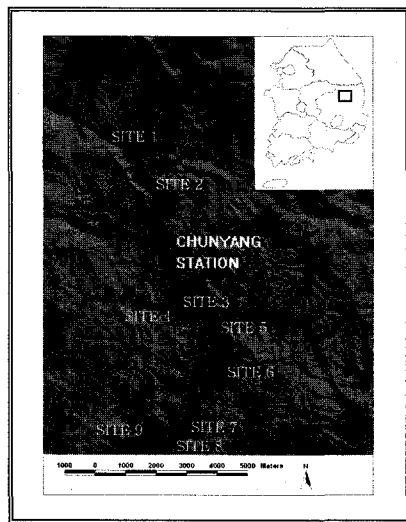 SITE 1
SITE 2
CHUNYANG
STATION
SITE 3
SITE 4
SITE 5
SITE 6
SITE 9
SITE 7
SITE 8
1000 0 1000 2000 3000 4000 5000 Meters
N